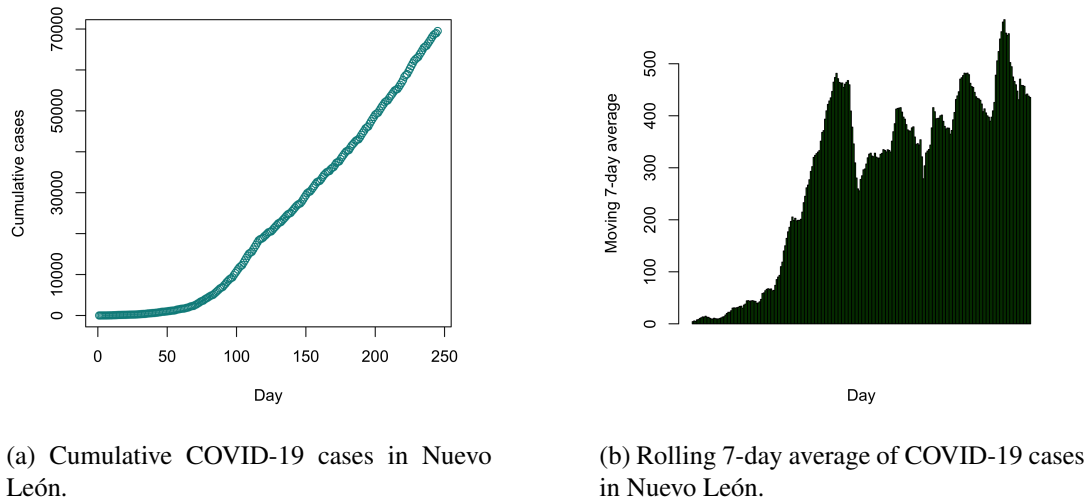 Cumulative cases
70000
50000
30000
10000
0
0 50 100 150 200 250
Day
(a) Cumulative COVID-19 cases in Nuevo
León.
Moving 7-day average
500
400
300
200
100
0
Day
(b) Rolling 7-day average of COVID-19 cases
in Nuevo León.